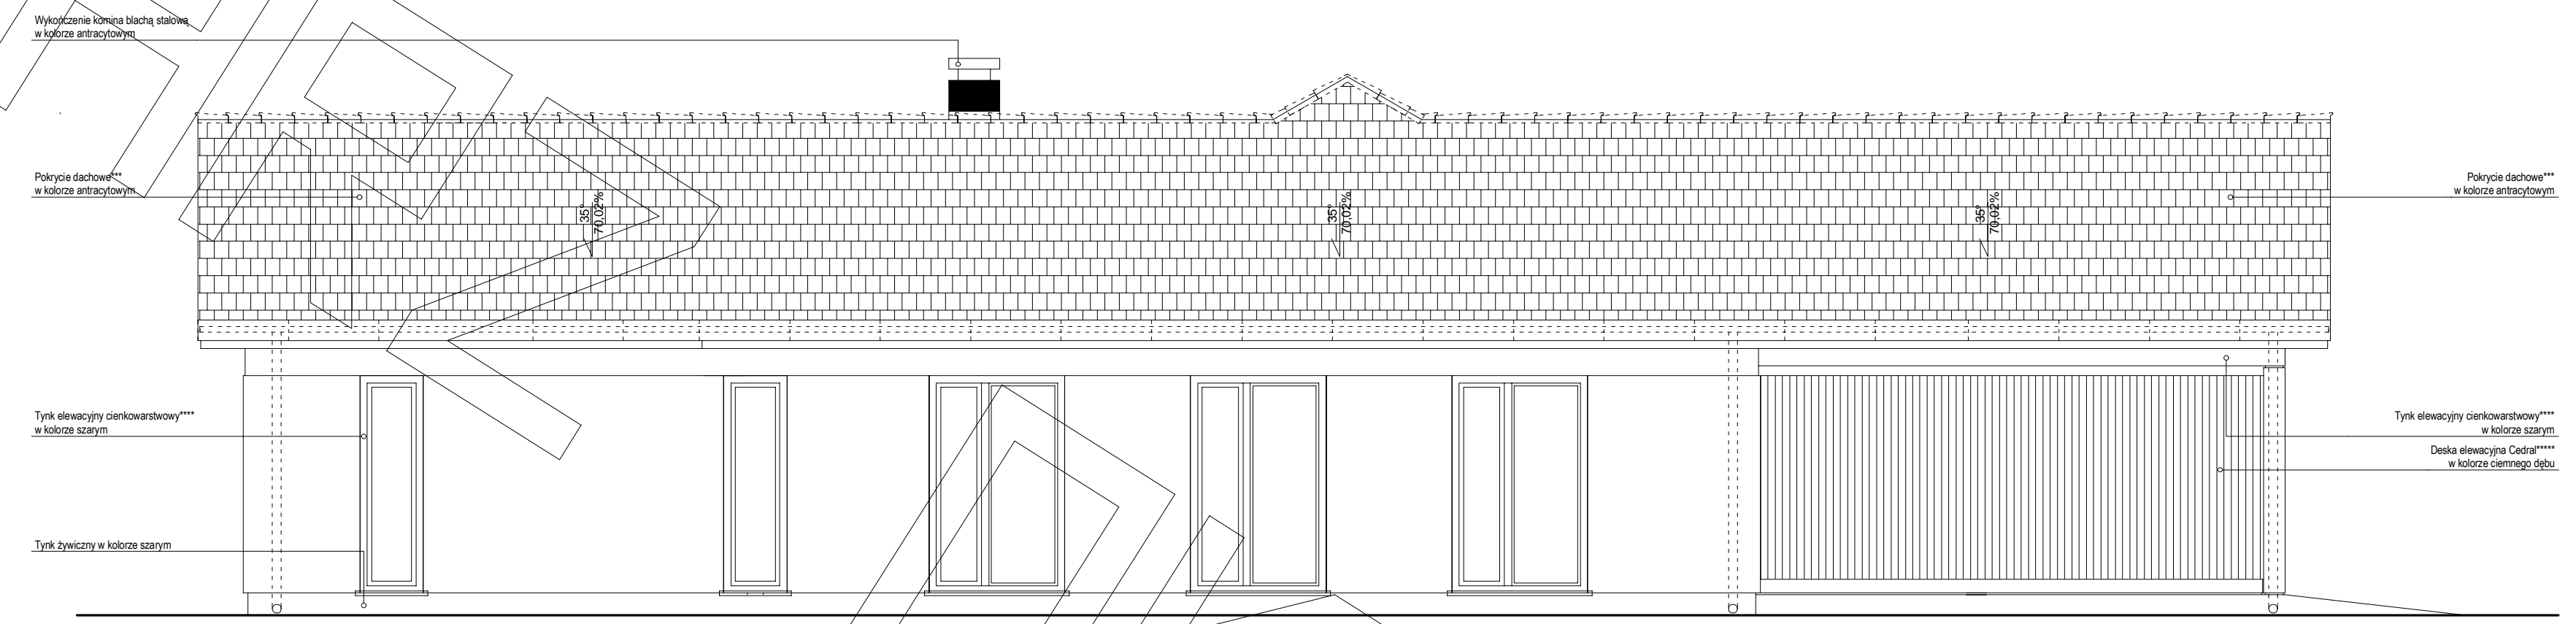 Wykończenie komina blachą stalową
w kolorze antracytowym
Pokrycie dachowe***
w kolorze antracytowym
35°
70,02%
35°
70,02%
35°
70,02%
Pokrycie dachowe***
w kolorze antracytowym
Tynk elewacyjny cienkowarstwowy****
w kolorze szarym
Tynk elewacyjny cienkowarstwowy****
w kolorze szarym
Deska elewacyjna Cedral*****
w kolorze ciemnego dębu
Tynk żywiczny w kolorze szarym